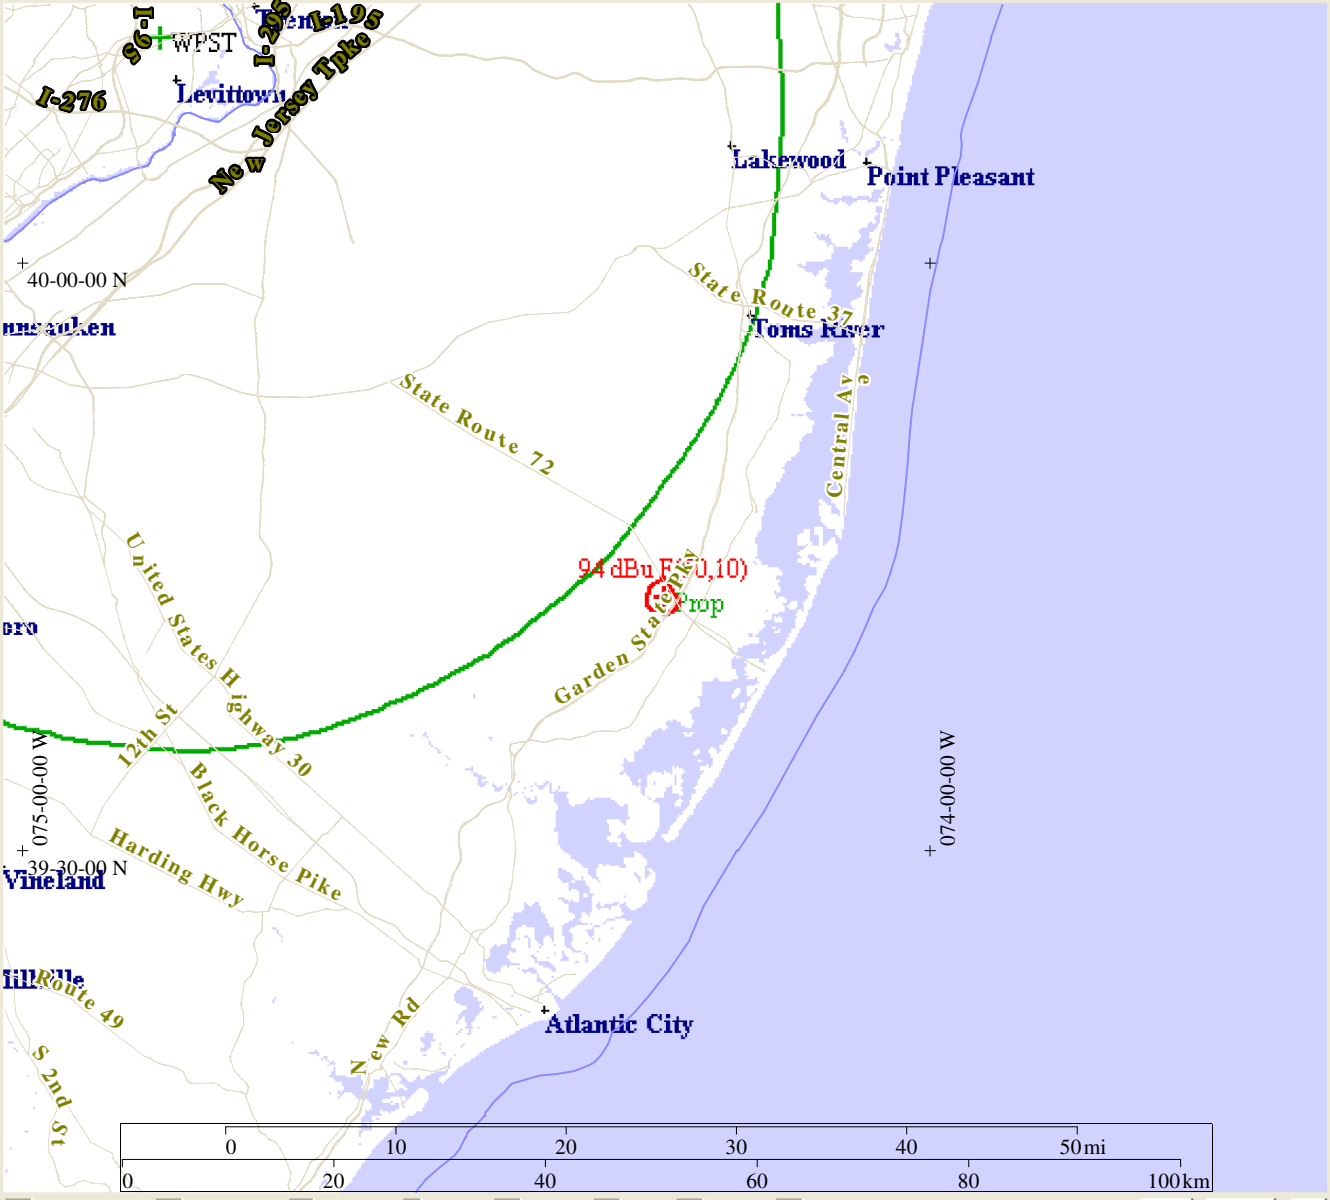 I-95
I-295
Trenton
I-195
WPST
I-276
Levittown
New Jersey Tpke
Lakewood
Point Pleasant
40-00-00 N
State Route 37
Toms River
State Route 72
Central Ave
United States Highway 30
94 dBu F(50,10)
Prop
Garden State Pky
12th St
075-00-00 W
074-00-00 W
Black Horse Pike
Harding Hwy
39-30-00 N
Vineland
Route 49
New Rd
Atlantic City
S 2nd St
0 10 20 30 40 50 mi
0 20 40 60 80 100 km